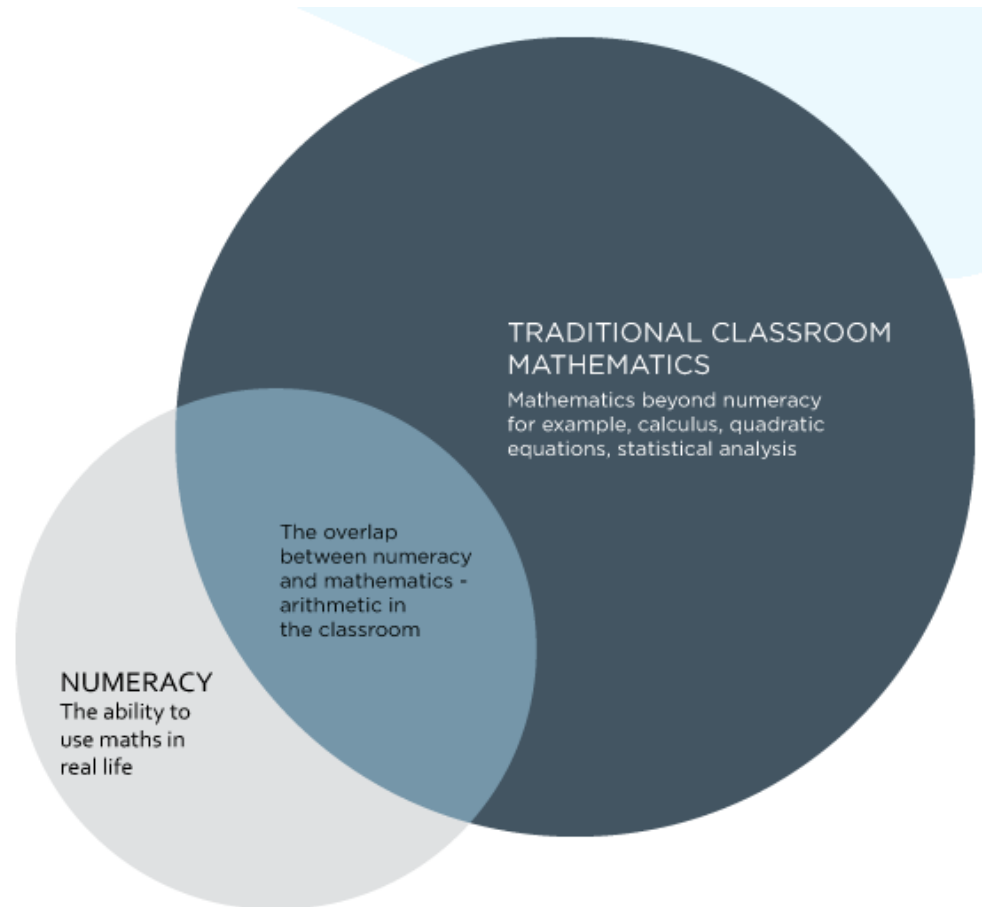 TRADITIONAL CLASSROOM
MATHEMATICS
Mathematics beyond numeracy
for example, calculus, quadratic
equations, statistical analysis
The overlap
between numeracy
and mathematics -
arithmetic in
the classroom
NUMERACY
The ability to
use maths in
real life